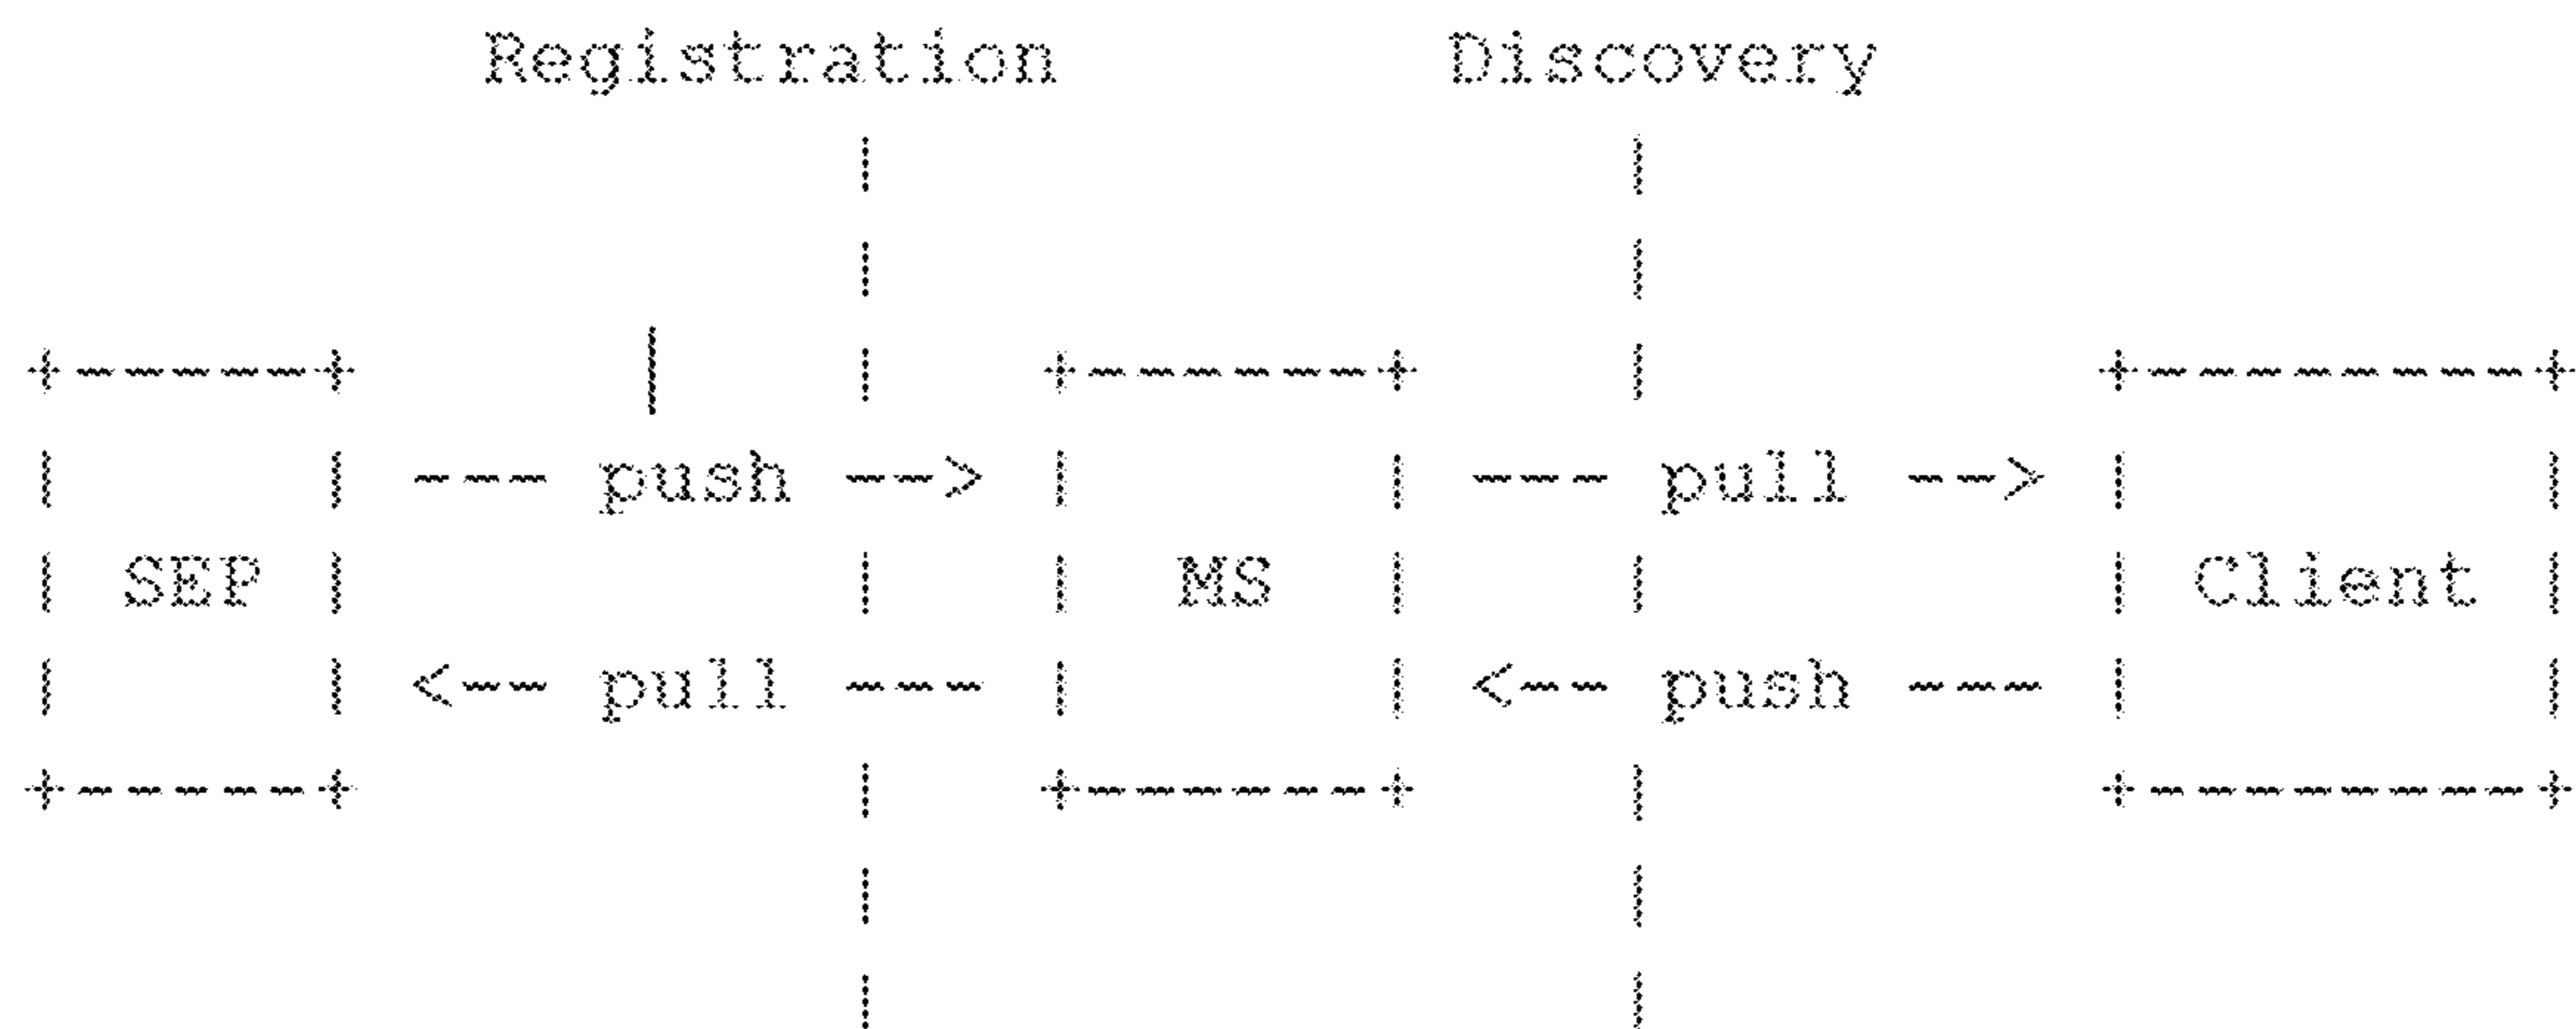 Registration Discovery
| |
| |
+-----+ | | +------+ | +--------+
| | --- push --> | | --- pull --> | |
| SEP | | | MS | | | Client |
| | <-- pull --- | | <-- push --- | |
+-----+ | +------+ | +--------+
| |
| |